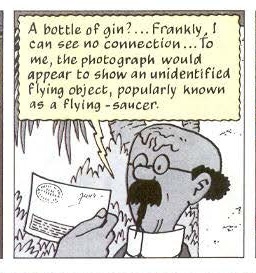 A bottle of gin?... Frankly, I
can see no connection... To
me, the photograph would
appear to show an unidentified
flying object, popularly known
as a flying-saucer.